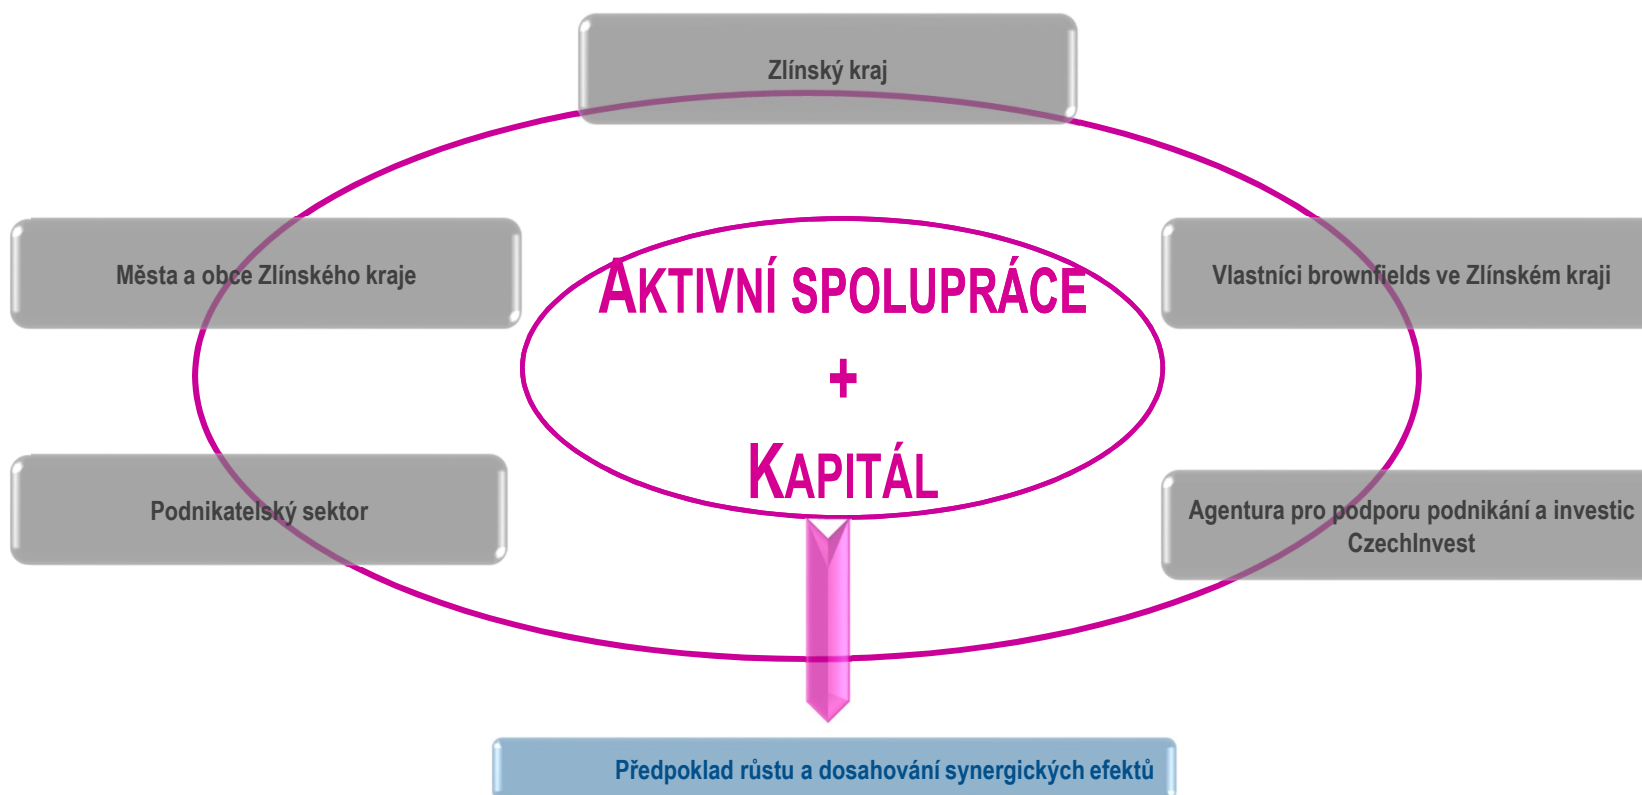 Zlínský kraj
Města a obce Zlínského kraje
Vlastníci brownfields ve Zlínském kraji
AKTIVNÍ SPOLUPRÁCE
+
KAPITÁL
Podnikatelský sektor
Agentura pro podporu podnikání a investic
CzechInvest
Předpoklad růstu a dosahování synergických efektů